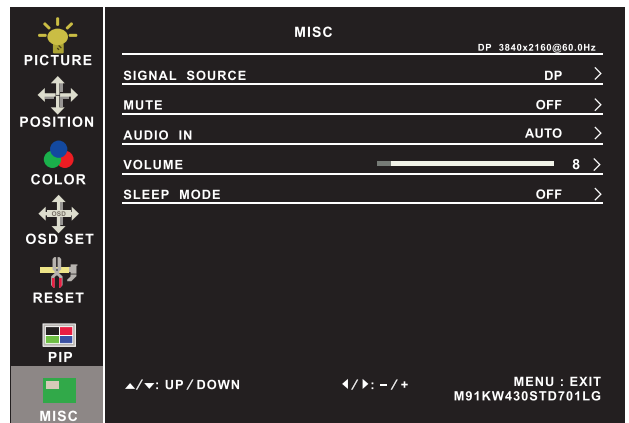 MISC
DP 3840x2160@60.0Hz
PICTURE
POSITION
COLOR
OSD
OSD SET
RESET
PIP
MISC
SIGNAL SOURCE DP
MUTE OFF
AUDIO IN AUTO
VOLUME 8
SLEEP MODE OFF
▲/▼: UP/DOWN ◀/▶: –/+ MENU : EXIT
M91KW430STD701LG